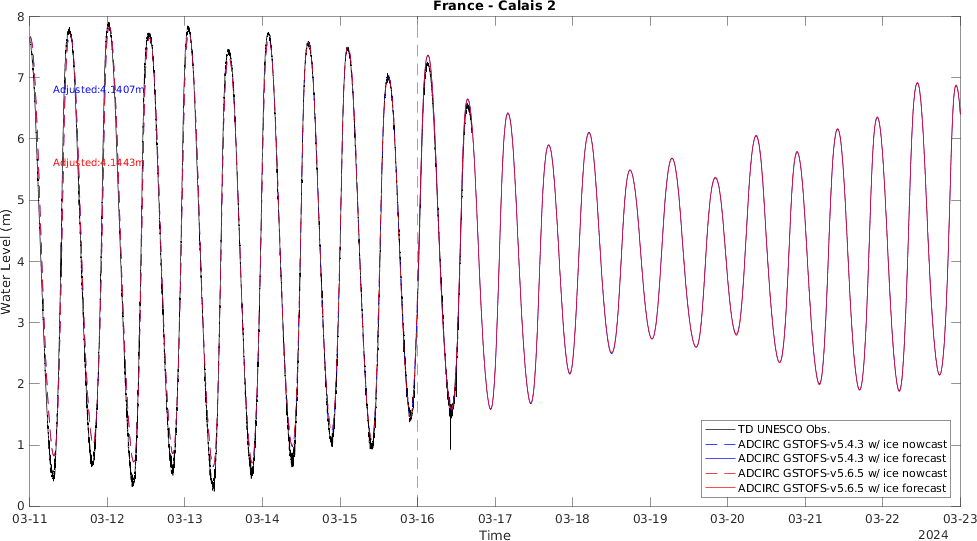 France - Calais 2
8
7
6
5
4
3
2
1
0
Water Level (m)
Adjusted:4.1407m
Adjusted:4.1443m
TD UNESCO Obs.
ADCIRC GSTOFS-v5.4.3 w/ ice nowcast
ADCIRC GSTOFS-v5.4.3 w/ ice forecast
ADCIRC GSTOFS-v5.6.5 w/ ice nowcast
ADCIRC GSTOFS-v5.6.5 w/ ice forecast
03-11 03-12 03-13 03-14 03-15 03-16 03-17 03-18 03-19 03-20 03-21 03-22 03-23
Time
2024